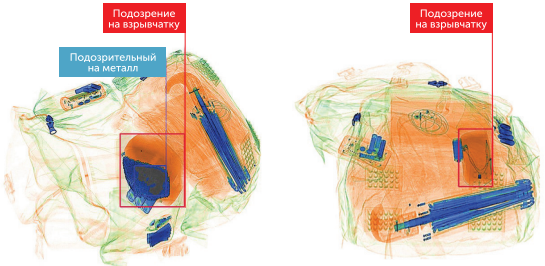 Подозрение
на взрывчатку
Подозрительный
на металл
Подозрение
на взрывчатку